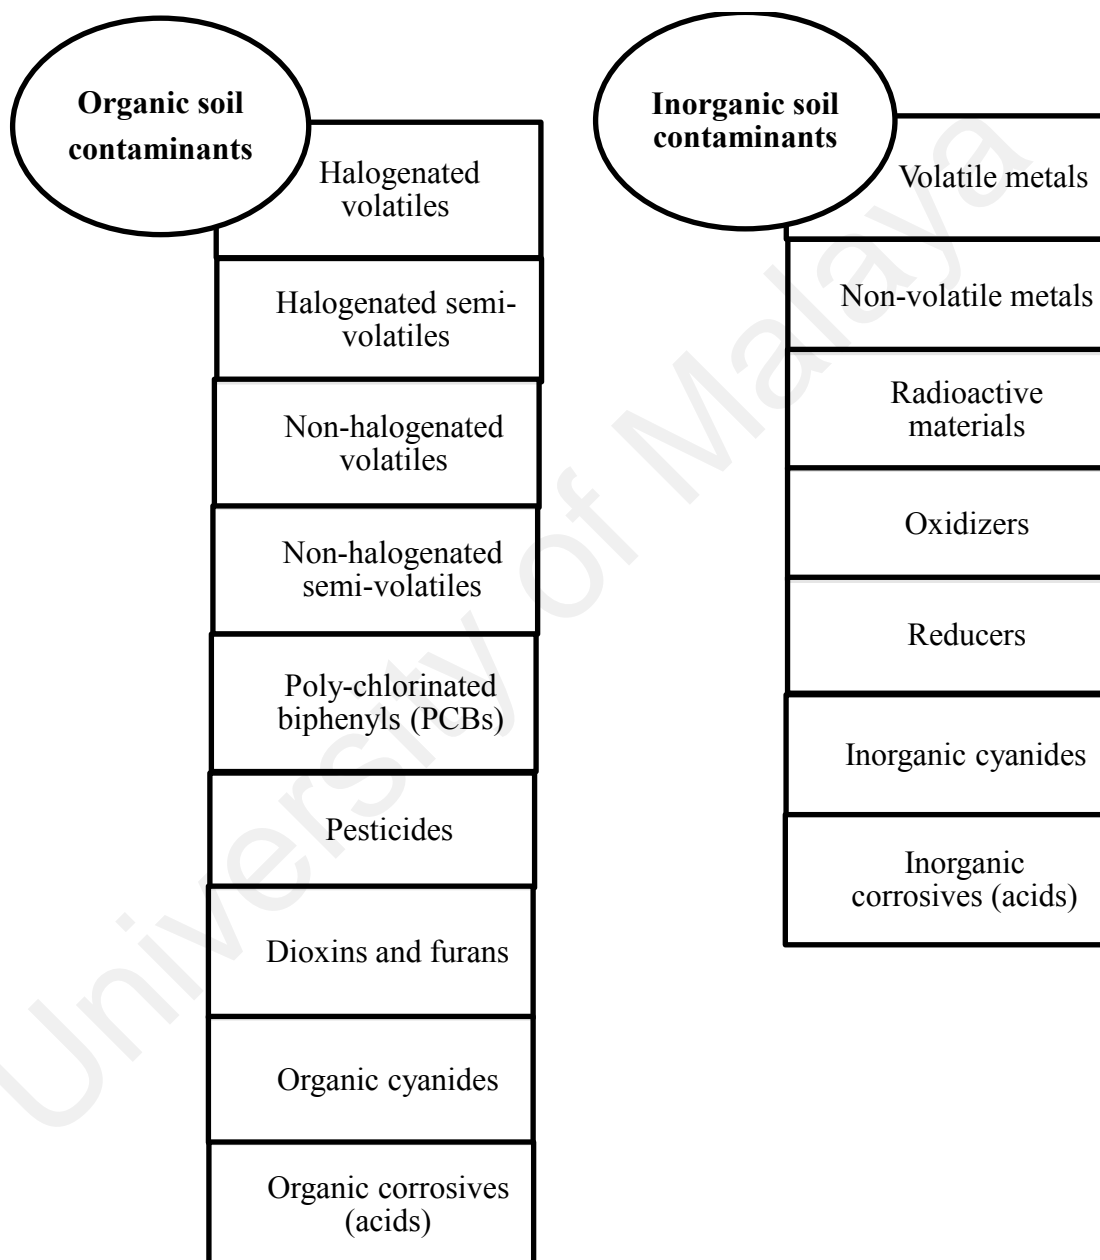 Organic soil
contaminants
Halogenated
volatiles
Halogenated semi-
volatiles
Non-halogenated
volatiles
Non-halogenated
semi-volatiles
Poly-chlorinated
biphenyls (PCBs)
Pesticides
Dioxins and furans
Organic cyanides
Organic corrosives
(acids)
Inorganic soil
contaminants
Volatile metals
Non-volatile metals
Radioactive
materials
Oxidizers
Reducers
Inorganic cyanides
Inorganic
corrosives (acids)
University of Malaya